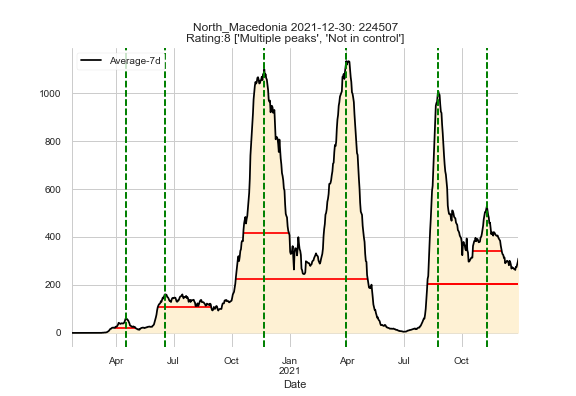 North_Macedonia 2021-12-30: 224507
Rating:8 ['Multiple peaks', 'Not in control']
Average-7d
1000
800
600
400
200
0
Apr Jul Oct Jan Apr Jul Oct
2021
Date